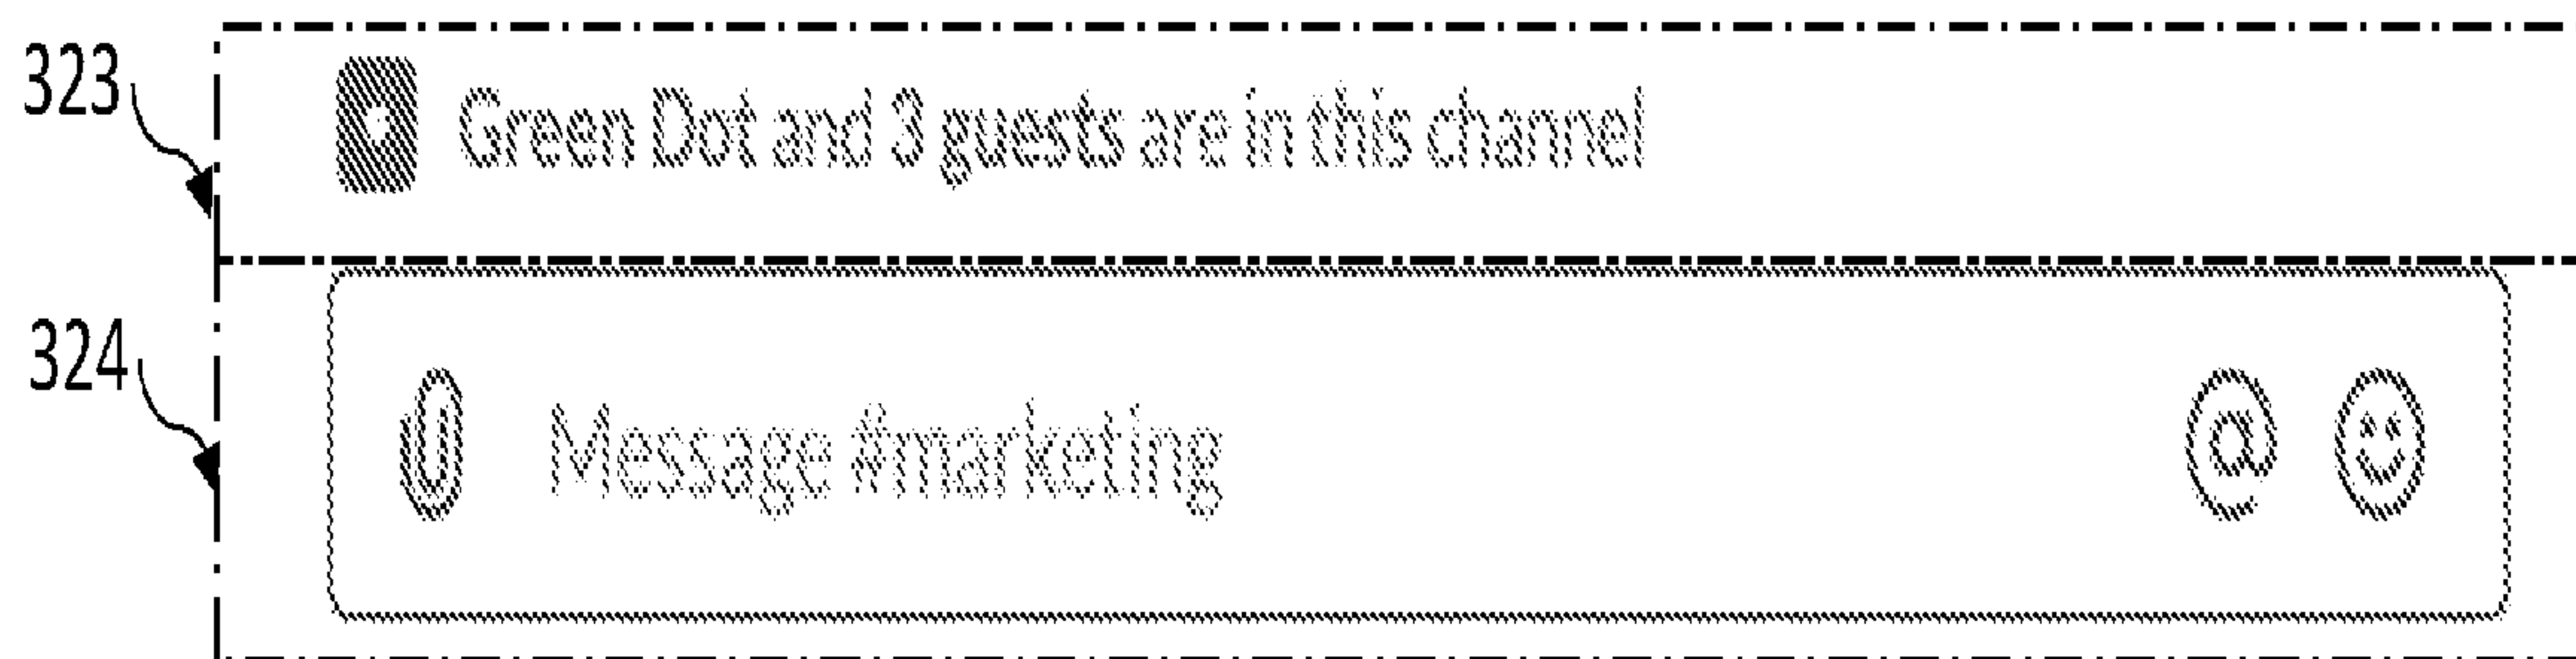 323
Green Dot and 3 guests are in this channel
324
Message #marketing
@